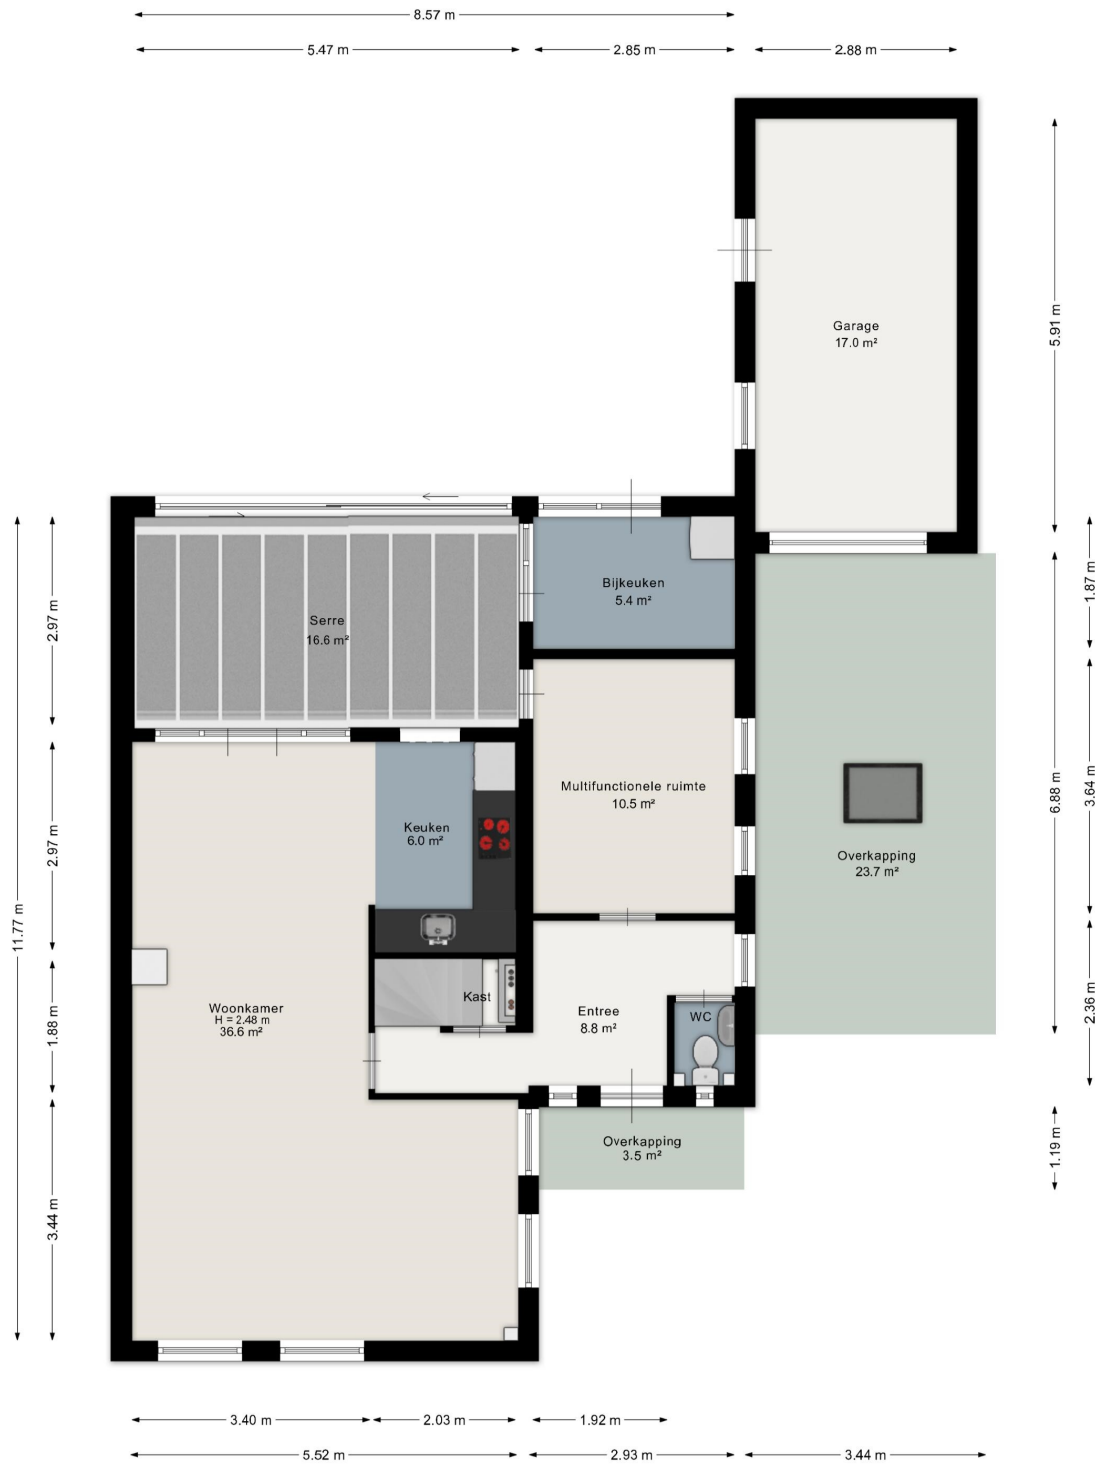 8.57 m
5.47 m
2.85 m
2.88 m
5.91 m
Garage
17.0 m²
2.97 m
Serre
16.6 m²
Bijkeuken
5.4 m²
1.87 m
2.97 m
11.77 m
Keuken
6.0 m²
Multifunctionele ruimte
10.5 m²
3.64 m
6.88 m
Overkapping
23.7 m²
1.88 m
Woonkamer
H = 2.48 m
36.6 m²
Kast
Entree
8.8 m²
WC
2.36 m
Overkapping
3.5 m²
1.19 m
3.44 m
3.40 m
2.03 m
1.92 m
5.52 m
2.93 m
3.44 m